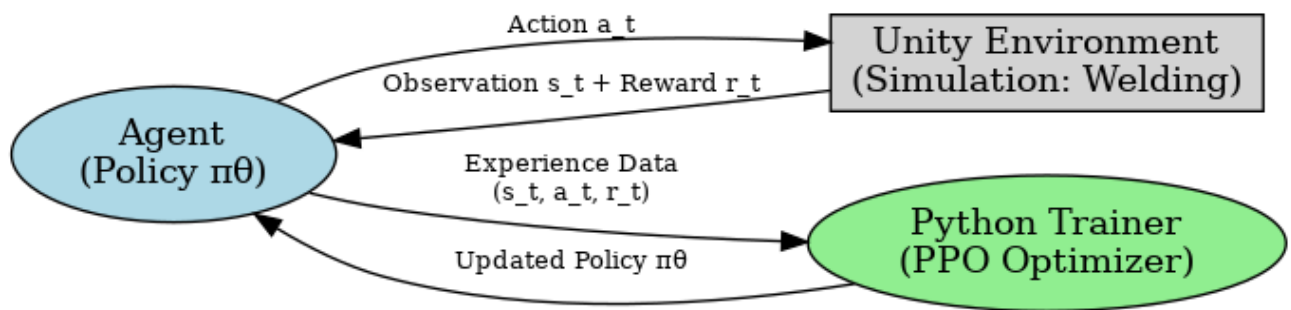 Action a_t
Unity Environment
(Simulation: Welding)
Observation s_t + Reward r_t
Agent
(Policy πθ)
Experience Data
(s_t, a_t, r_t)
Python Trainer
(PPO Optimizer)
Updated Policy πθ